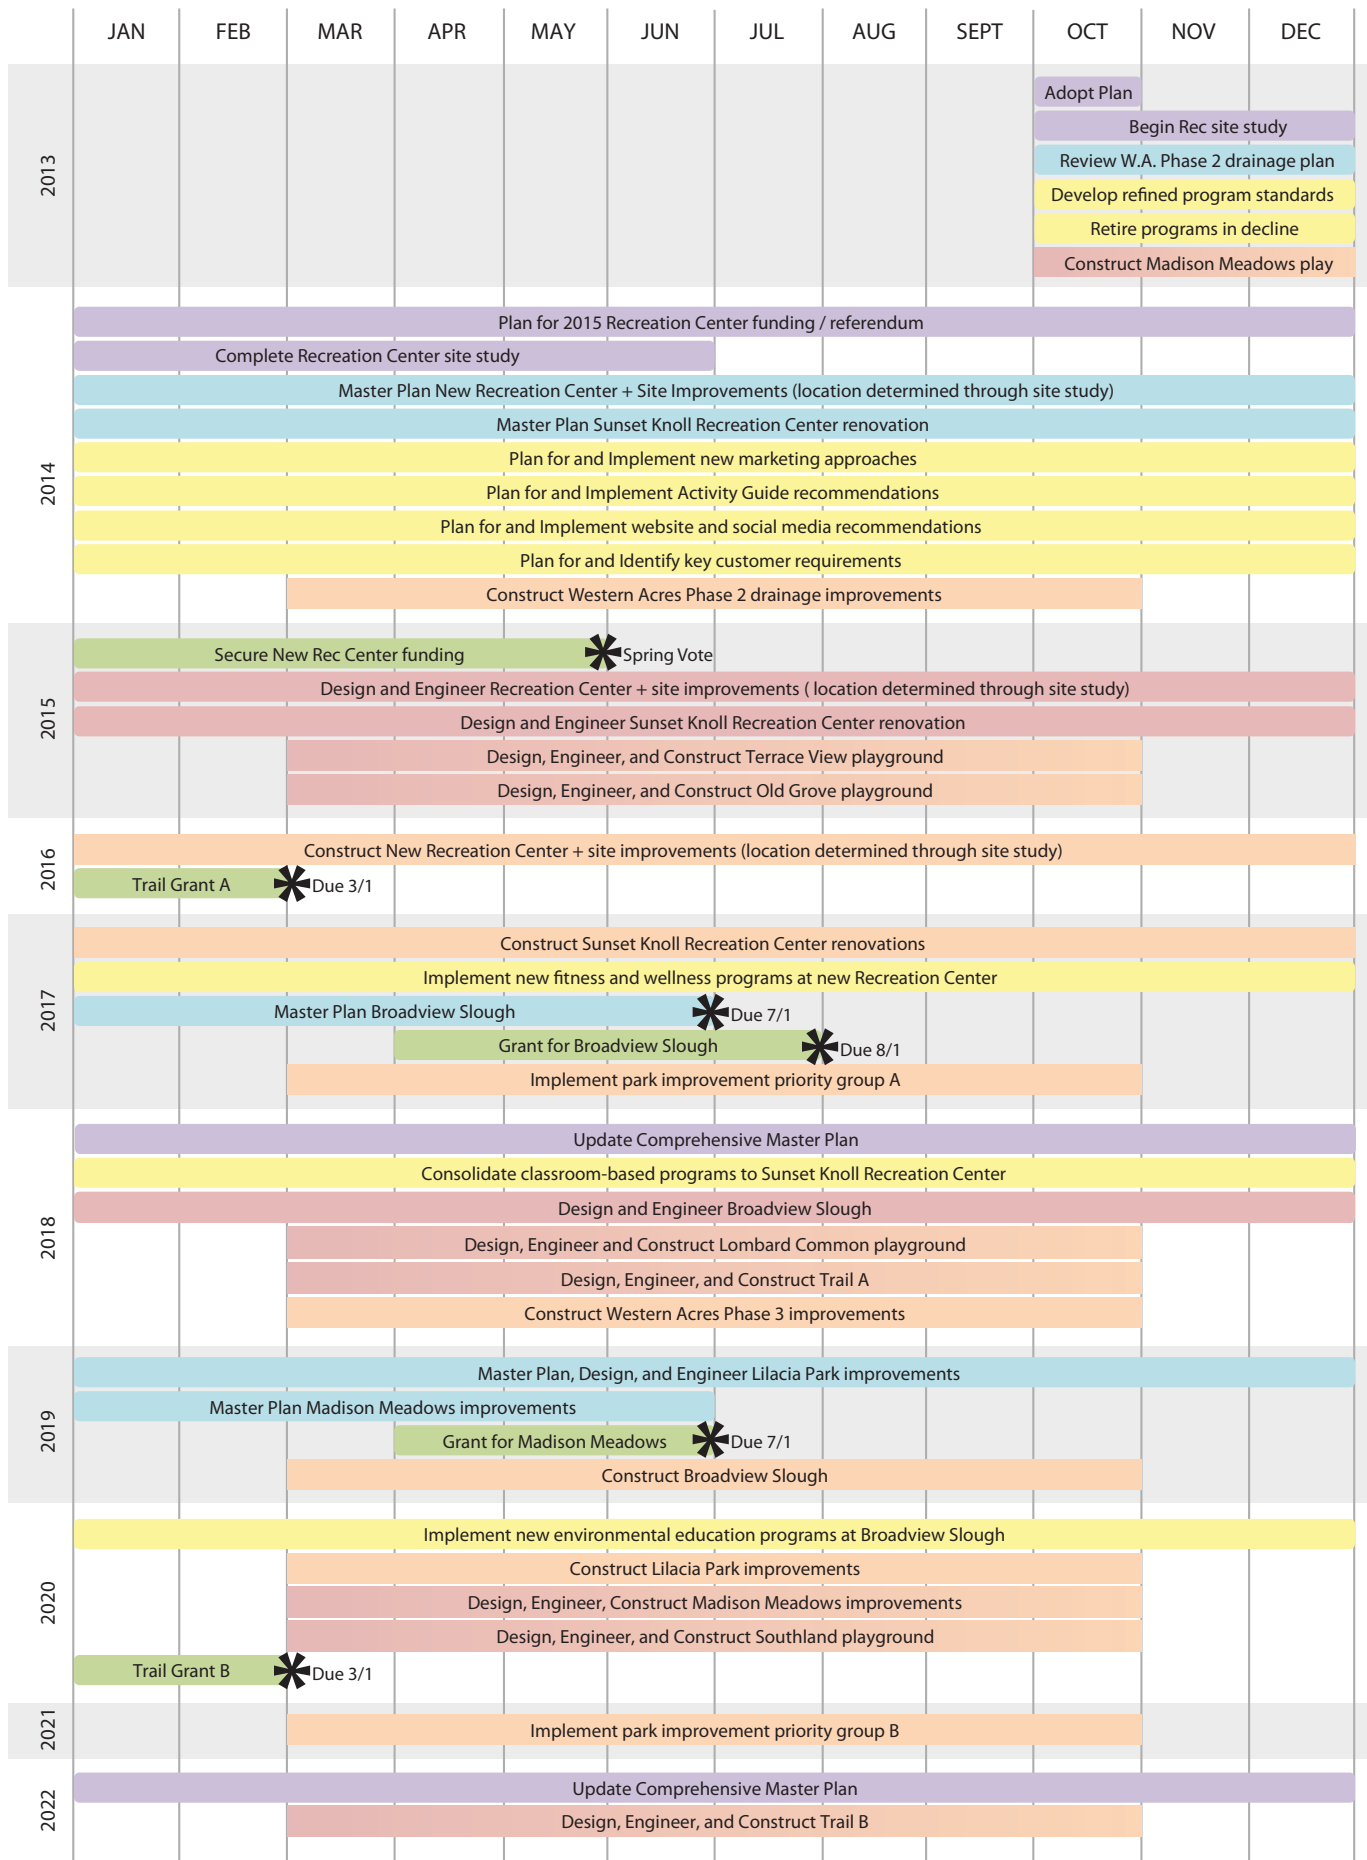 JAN FEB MAR APR MAY JUN JUL AUG SEPT OCT NOV DEC
2013
Adopt Plan
Begin Rec site study
Review W.A. Phase 2 drainage plan
Develop refined program standards
Retire programs in decline
Construct Madison Meadows play
2014
Plan for 2015 Recreation Center funding / referendum
Complete Recreation Center site study
Master Plan New Recreation Center + Site Improvements (location determined through site study)
Master Plan Sunset Knoll Recreation Center renovation
Plan for and Implement new marketing approaches
Plan for and Implement Activity Guide recommendations
Plan for and Implement website and social media recommendations
Plan for and Identify key customer requirements
Construct Western Acres Phase 2 drainage improvements
2015
Secure New Rec Center funding Spring Vote
Design and Engineer Recreation Center + site improvements ( location determined through site study)
Design and Engineer Sunset Knoll Recreation Center renovation
Design, Engineer, and Construct Terrace View playground
Design, Engineer, and Construct Old Grove playground
2016
Construct New Recreation Center + site improvements (location determined through site study)
Trail Grant A Due 3/1
2017
Construct Sunset Knoll Recreation Center renovations
Implement new fitness and wellness programs at new Recreation Center
Master Plan Broadview Slough Due 7/1
Grant for Broadview Slough Due 8/1
Implement park improvement priority group A
2018
Update Comprehensive Master Plan
Consolidate classroom-based programs to Sunset Knoll Recreation Center
Design and Engineer Broadview Slough
Design, Engineer and Construct Lombard Common playground
Design, Engineer, and Construct Trail A
Construct Western Acres Phase 3 improvements
2019
Master Plan, Design, and Engineer Lilacia Park improvements
Master Plan Madison Meadows improvements
Grant for Madison Meadows Due 7/1
Construct Broadview Slough
2020
Implement new environmental education programs at Broadview Slough
Construct Lilacia Park improvements
Design, Engineer, Construct Madison Meadows improvements
Design, Engineer, and Construct Southland playground
Trail Grant B Due 3/1
2021
Implement park improvement priority group B
2022
Update Comprehensive Master Plan
Design, Engineer, and Construct Trail B